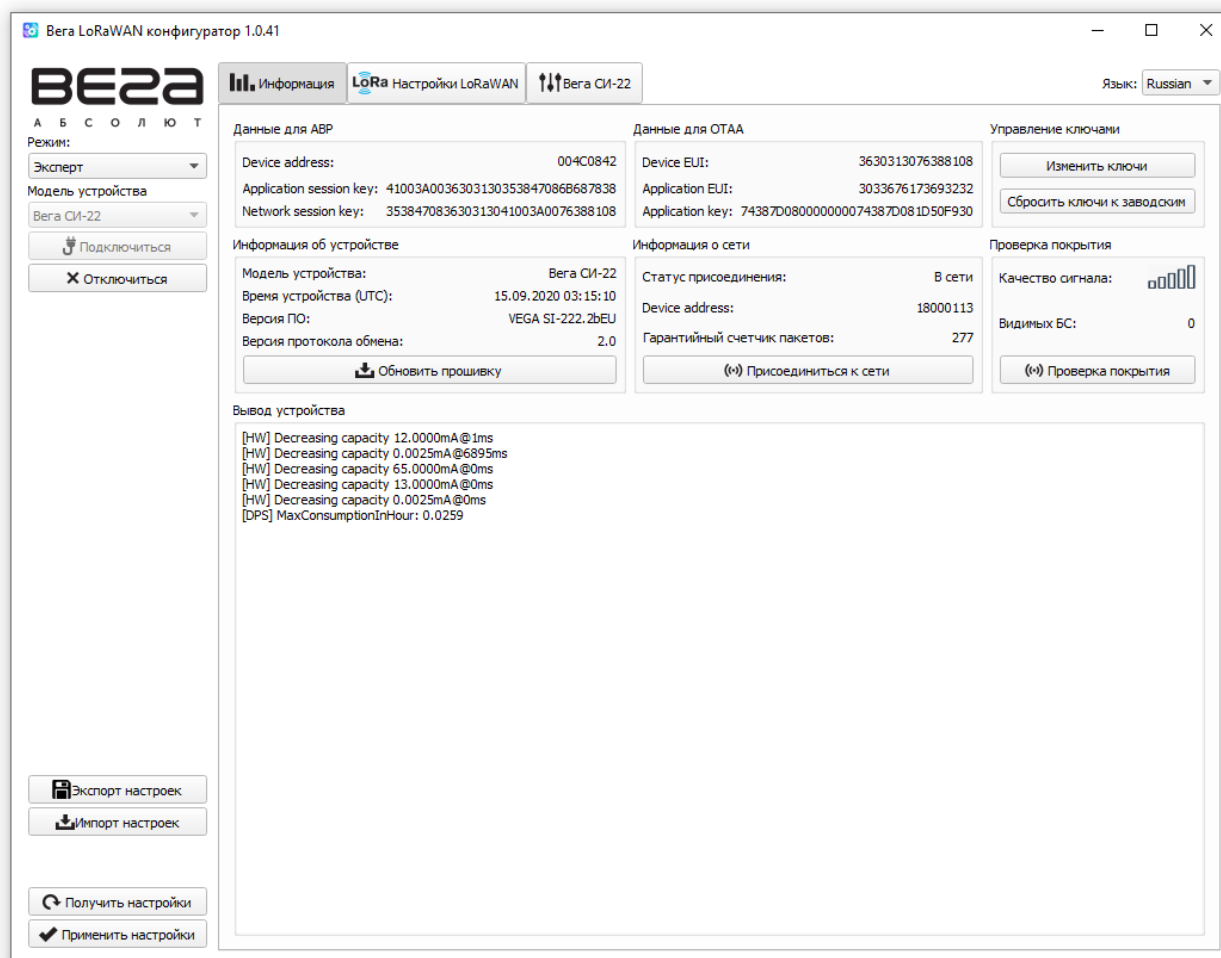 Вега LoRaWAN конфигуратор 1.0.41
ВЕГА
АБСОЛЮТ
Режим:
Эксперт
Модель устройства
Вега СИ-22
Подключиться
Отключиться
Экспорт настроек
Импорт настроек
Получить настройки
Применить настройки
Информация
LoRa Настройки LoRaWAN
Вега СИ-22
Язык: Russian
Данные для ABP
Device address: 004C0842
Application session key: 41003A0036303130353847086B687838
Network session key: 353847083630313041003A0076388108
Данные для OTAA
Device EUI: 3630313076388108
Application EUI: 3033676173693232
Application key: 74387D080000000074387D081D50F930
Управление ключами
Изменить ключи
Сбросить ключи к заводским
Информация об устройстве
Модель устройства: Вега СИ-22
Время устройства (UTC): 15.09.2020 03:15:10
Версия ПО: VEGA SI-222.2bEU
Версия протокола обмена: 2.0
Обновить прошивку
Информация о сети
Статус присоединения: В сети
Device address: 18000113
Гарантийный счетчик пакетов: 277
Присоединиться к сети
Проверка покрытия
Качество сигнала:
Видимых БС: 0
Проверка покрытия
Вывод устройства
[HW] Decreasing capacity 12.0000mA@1ms
[HW] Decreasing capacity 0.0025mA@6895ms
[HW] Decreasing capacity 65.0000mA@0ms
[HW] Decreasing capacity 13.0000mA@0ms
[HW] Decreasing capacity 0.0025mA@0ms
[DPS] MaxConsumptionInHour: 0.0259